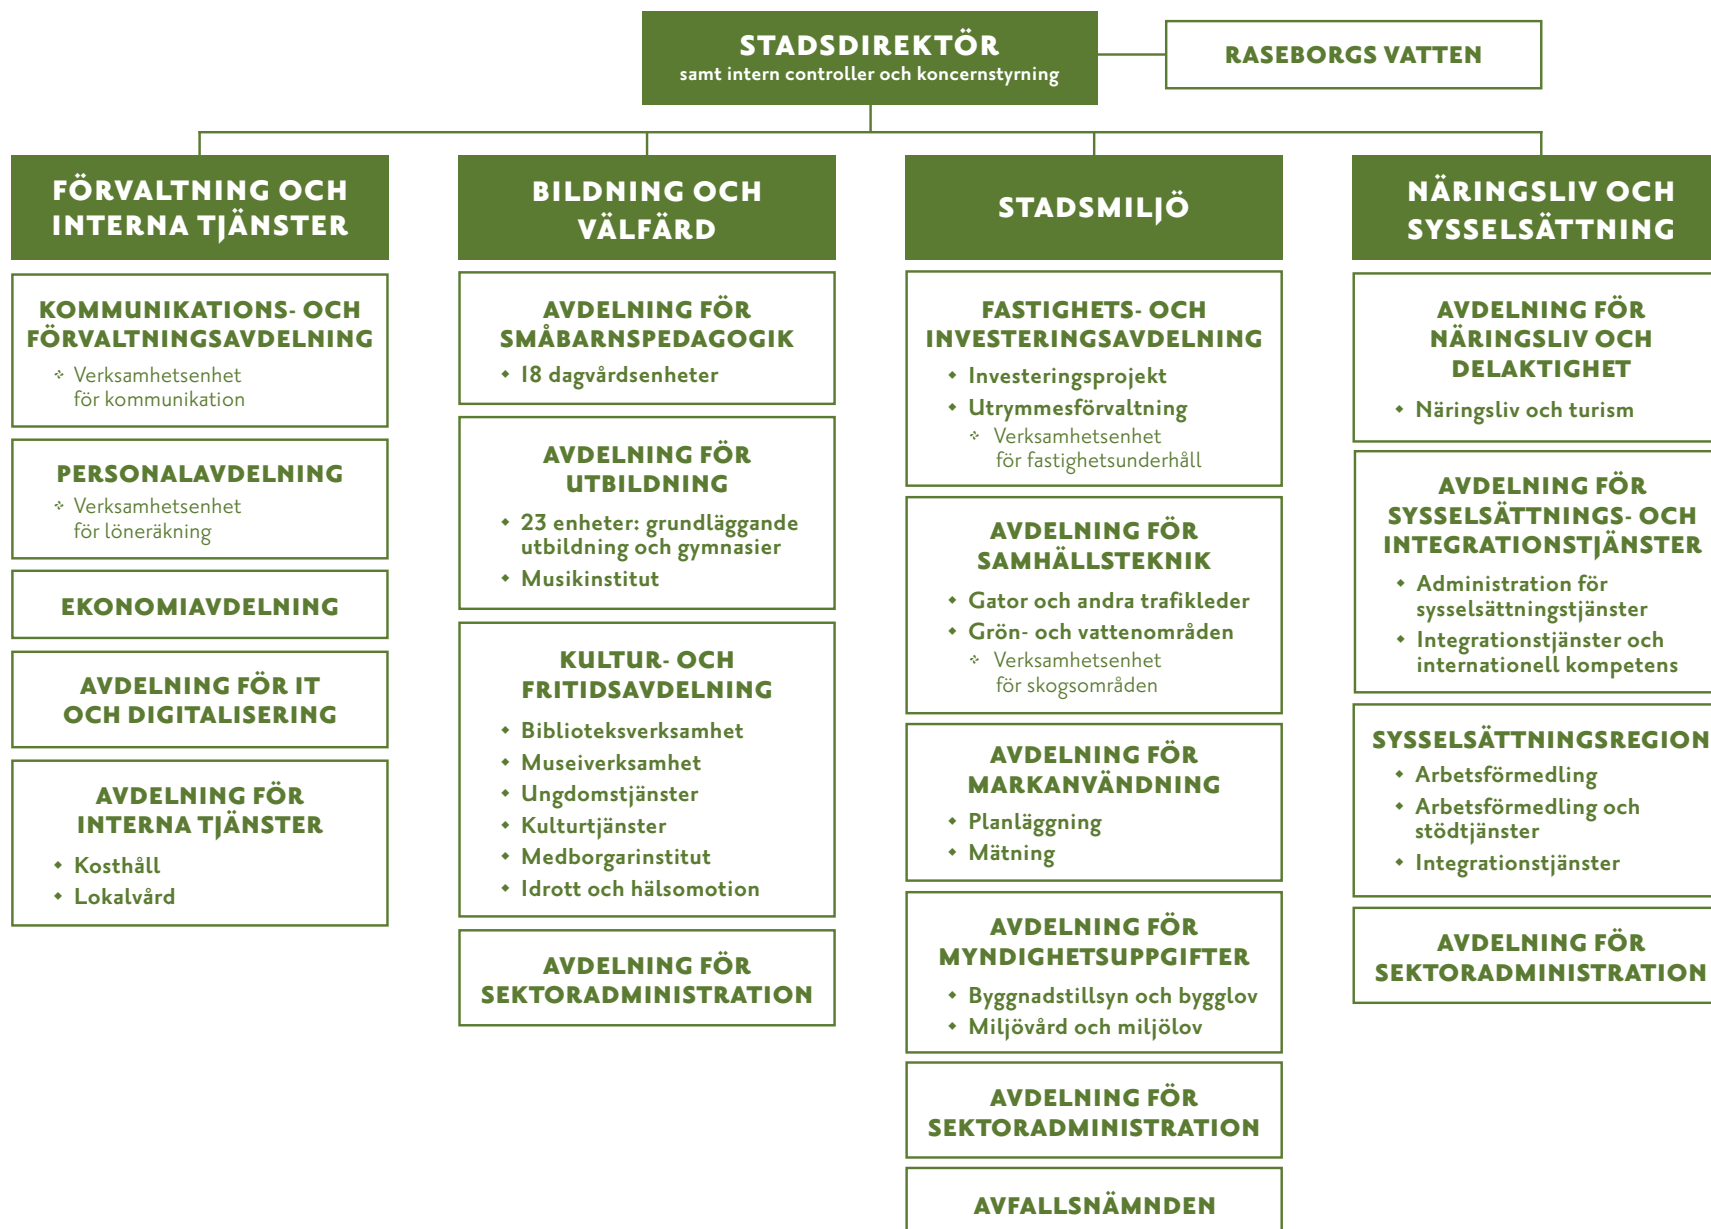 STADSDIREKTÖR
samt intern controller och koncernstyrning
RASEBORGS VATTEN
FÖRVALTNING OCH
INTERNA TJÄNSTER
KOMMUNIKATIONS- OCH
FÖRVALTNINGSAVDELNING
Verksamhetsenhet
för kommunikation
PERSONALAVDELNING
Verksamhetsenhet
för löneräkning
EKONOMIAVDELNING
AVDELNING FÖR IT
OCH DIGITALISERING
AVDELNING FÖR
INTERNA TJÄNSTER
Kosthåll
Lokalvård
BILDNING OCH
VÄLFÄRD
AVDELNING FÖR
SMÅBARNSPEDAGOGIK
18 dagvårdsenheter
AVDELNING FÖR
UTBILDNING
23 enheter: grundläggande
utbildning och gymnasier
Musikinstitut
KULTUR- OCH
FRITIDSAVDELNING
Biblioteksverksamhet
Museiverksamhet
Ungdomstjänster
Kulturtjänster
Medborgarinstitut
Idrott och hälsomotion
AVDELNING FÖR
SEKTORADMINISTRATION
STADSMILJÖ
FASTIGHETS- OCH
INVESTERINGSAVDELNING
Investeringsprojekt
Utrymmesförvaltning
Verksamhetsenhet
för fastighetsunderhåll
AVDELNING FÖR
SAMHÄLLSTEKNIK
Gator och andra trafikleder
Grön- och vattenområden
Verksamhetsenhet
för skogsområden
AVDELNING FÖR
MARKANVÄNDNING
Planläggning
Mätning
AVDELNING FÖR
MYNDIGHETSUPPGIFTER
Byggnadstillsyn och bygglov
Miljövård och miljölov
AVDELNING FÖR
SEKTORADMINISTRATION
AVFALLSNÄMNDEN
NÄRINGSLIV OCH
SYSSELSÄTTNING
AVDELNING FÖR
NÄRINGSLIV OCH
DELAKTIGHET
Näringsliv och turism
AVDELNING FÖR
SYSSELSÄTTNINGS- OCH
INTEGRATIONSTJÄNSTER
Administration för
sysselsättningstjänster
Integrationstjänster och
internationell kompetens
SYSSELSÄTTNINGSREGION
Arbetsförmedling
Arbetsförmedling och
stödtjänster
Integrationstjänster
AVDELNING FÖR
SEKTORADMINISTRATION